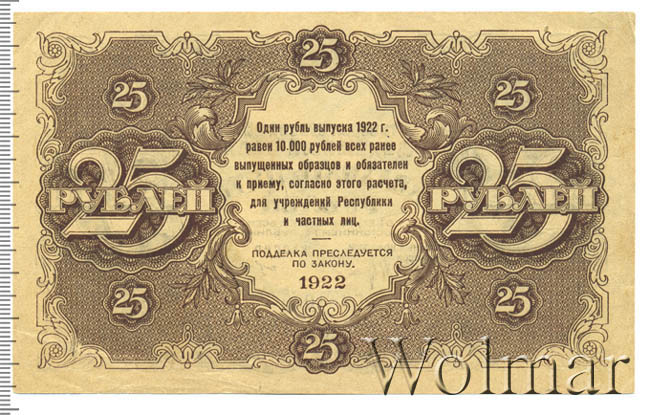 25
25 25
Один рубль выпуска 1922 г.
равен 10.000 рублей всех ранее
выпущенных образцов и обязателен
к приему, согласно этого расчета,
для учреждений Республики
и частных лиц.
25 РУБЛЕЙ 25 РУБЛЕЙ
ПОДДЕЛКА ПРЕСЛЕДУЕТСЯ
ПО ЗАКОНУ.
1922
25 25
25
Wolmar